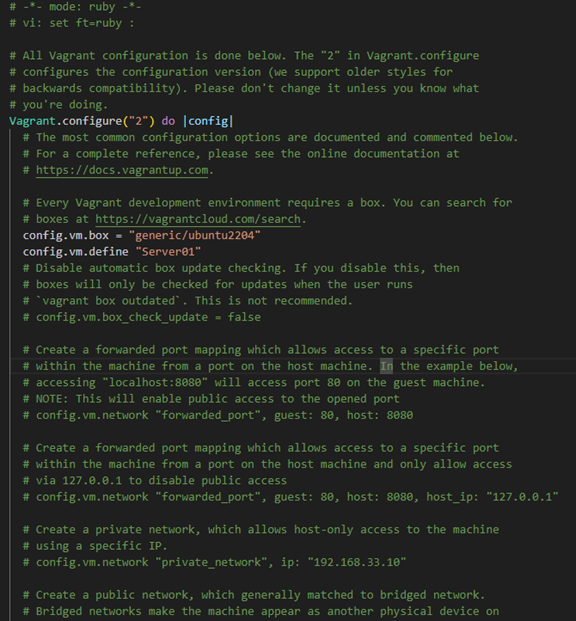 # -*- mode: ruby -*-
# vi: set ft=ruby :
# All Vagrant configuration is done below. The "2" in Vagrant.configure
# configures the configuration version (we support older styles for
# backwards compatibility). Please don't change it unless you know what
# you're doing.
Vagrant.configure("2") do |config|
# The most common configuration options are documented and commented below.
# For a complete reference, please see the online documentation at
# https://docs.vagrantup.com.
# Every Vagrant development environment requires a box. You can search for
# boxes at https://vagrantcloud.com/search.
config.vm.box = "generic/ubuntu2204"
config.vm.define "Server01"
# Disable automatic box update checking. If you disable this, then
# boxes will only be checked for updates when the user runs
# `vagrant box outdated`. This is not recommended.
# config.vm.box_check_update = false
# Create a forwarded port mapping which allows access to a specific port
# within the machine from a port on the host machine. In the example below,
# accessing "localhost:8080" will access port 80 on the guest machine.
# NOTE: This will enable public access to the opened port
# config.vm.network "forwarded_port", guest: 80, host: 8080
# Create a forwarded port mapping which allows access to a specific port
# within the machine from a port on the host machine and only allow access
# via 127.0.0.1 to disable public access
# config.vm.network "forwarded_port", guest: 80, host: 8080, host_ip: "127.0.0.1"
# Create a private network, which allows host-only access to the machine
# using a specific IP.
# config.vm.network "private_network", ip: "192.168.33.10"
# Create a public network, which generally matched to bridged network.
# Bridged networks make the machine appear as another physical device on